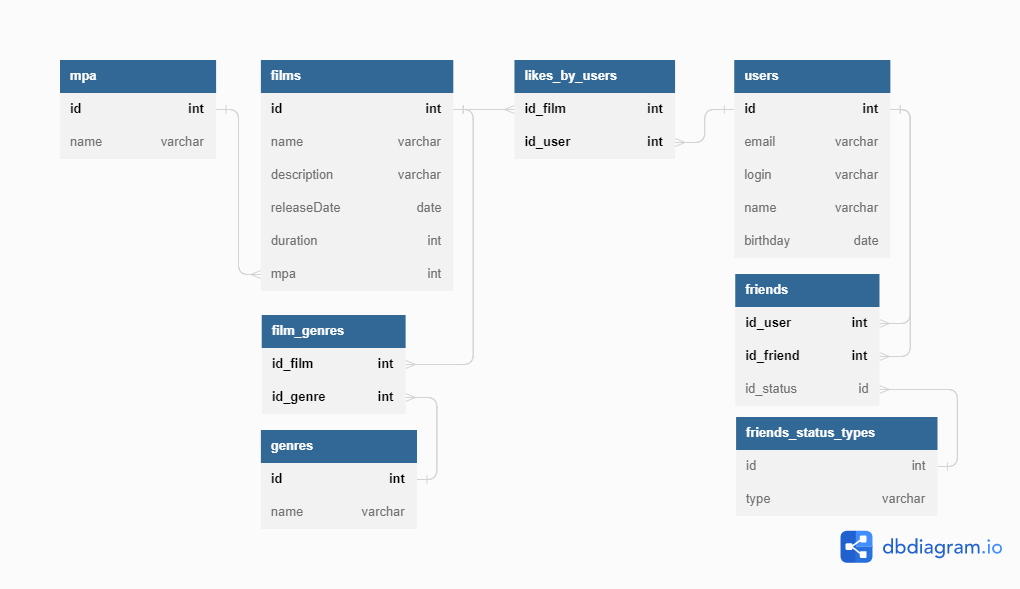 mpa
id int
name varchar
films
id int
name varchar
description varchar
releaseDate date
duration int
mpa int
film_genres
id_film int
id_genre int
genres
id int
name varchar
likes_by_users
id_film int
id_user int
users
id int
email varchar
login varchar
name varchar
birthday date
friends
id_user int
id_friend int
id_status id
friends_status_types
id int
type varchar
dbdiagram.io